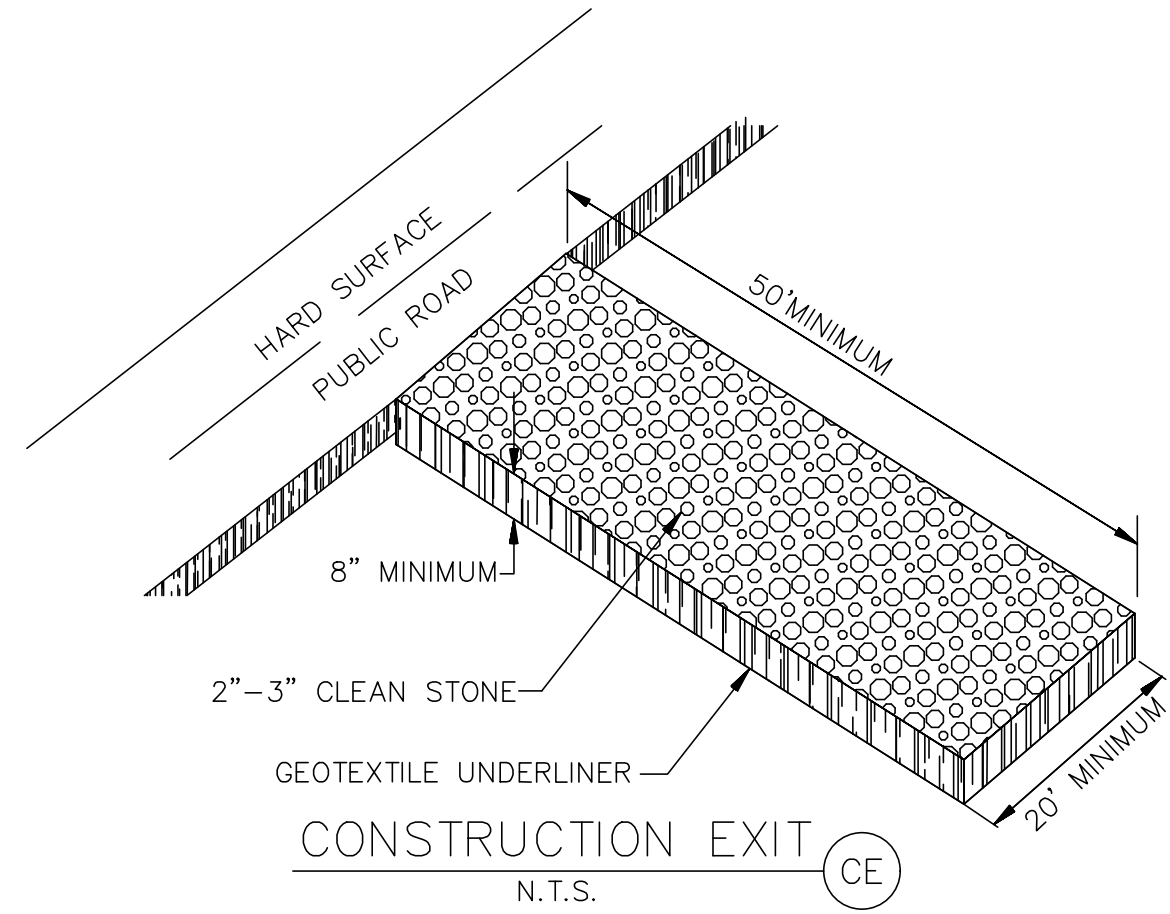 HARD SURFACE
PUBLIC ROAD
50'MINIMUM
8” MINIMUM
2”-3” CLEAN STONE
GEOTEXTILE UNDERLINER
20' MINIMUM
CONSTRUCTION EXIT
CE
N.T.S.